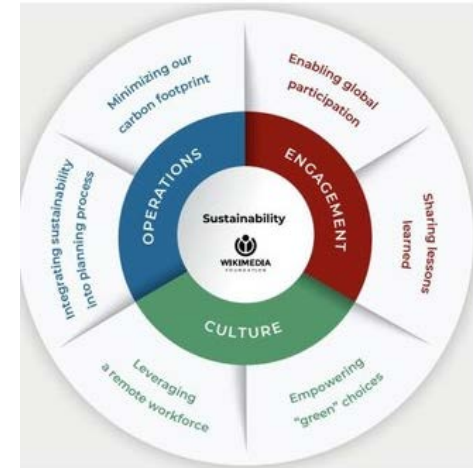 Minimizing our
carbon footprint
Enabling global
participation
Sharing lessons
learned
Empowering
"green" choices
Leveraging
a remote workforce
Integrating sustainability
into planning process
OPERATIONS
ENGAGEMENT
CULTURE
Sustainability
WIKIMEDIA
FOUNDATION